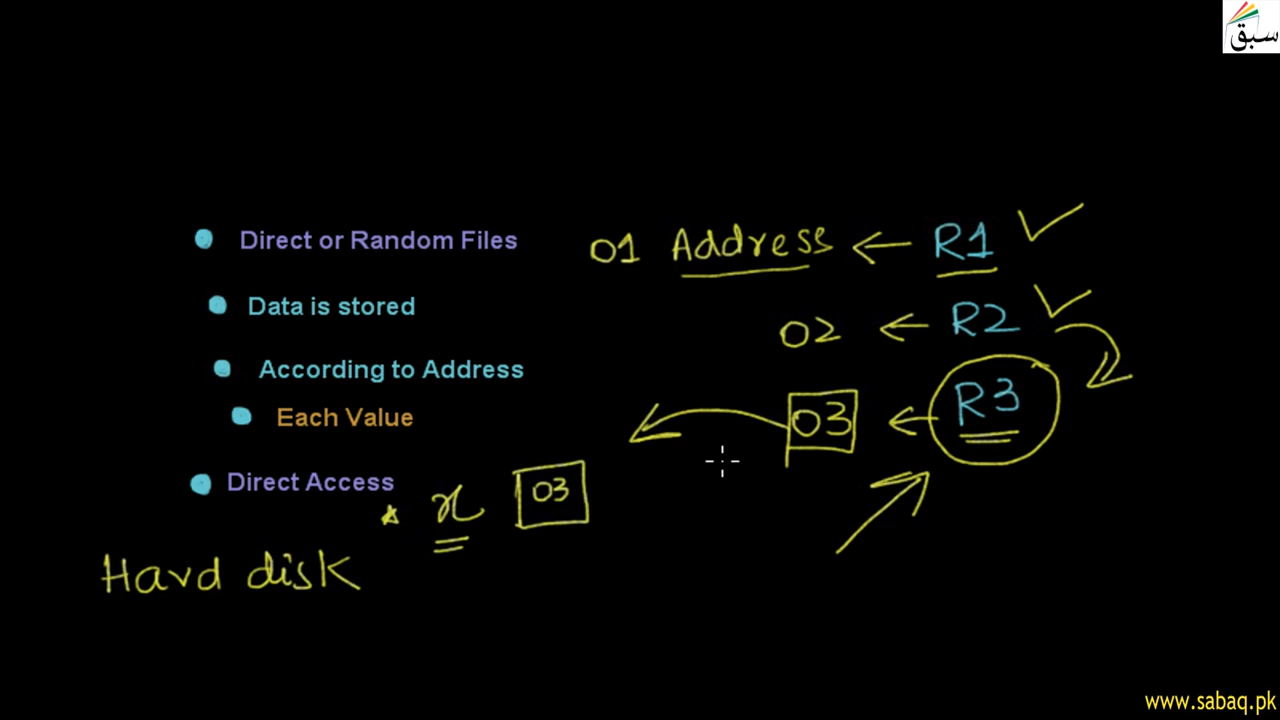 سبق
Direct or Random Files
01 Address ← R1 ✓
Data is stored
02 ← R2 ✓
According to Address
Each Value
03 ← R3
Direct Access
* x 03
Hard disk
www.sabaq.pk